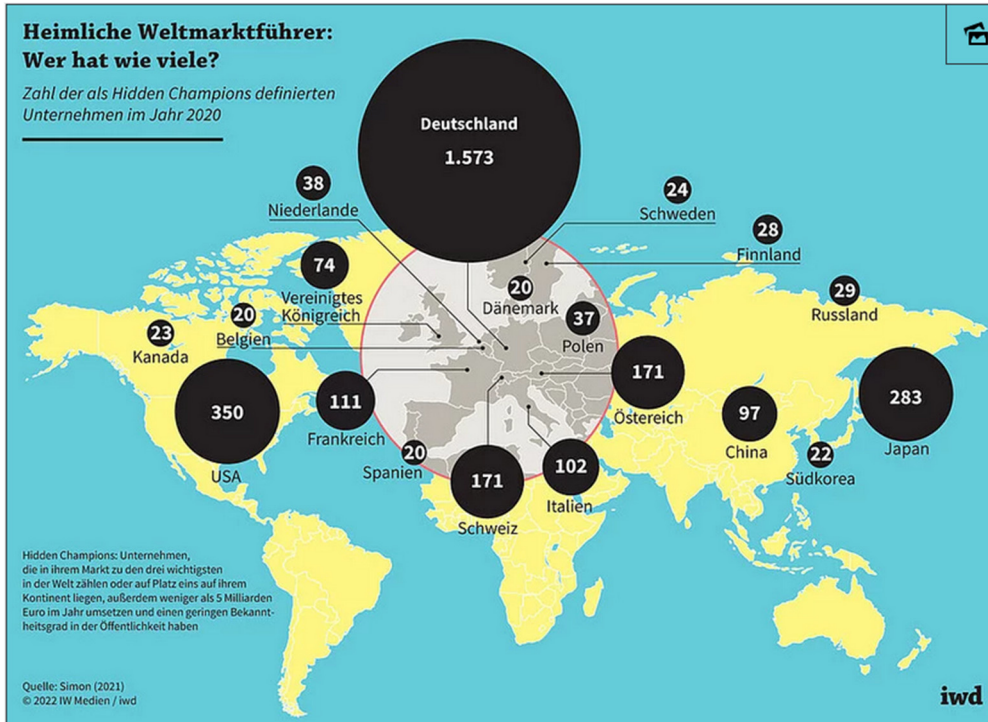 Heimliche Weltmarktführer:
Wer hat wie viele?
Zahl der als Hidden Champions definierten
Unternehmen im Jahr 2020
Deutschland
1.573
38
Niederlande
24
Schweden
28
Finnland
74
Vereinigtes
Königreich
20
Dänemark
29
Russland
23
Kanada
20
Belgien
37
Polen
350
USA
111
Frankreich
171
Österreich
97
China
283
Japan
20
Spanien
171
Schweiz
102
Italien
22
Südkorea
Hidden Champions: Unternehmen,
die in ihrem Markt zu den drei wichtigsten
in der Welt zählen oder auf Platz eins auf ihrem
Kontinent liegen, außerdem weniger als 5 Milliarden
Euro im Jahr umsetzen und einen geringen Bekannt-
heitsgrad in der Öffentlichkeit haben
Quelle: Simon (2021)
© 2022 IW Medien / iwd
iwd